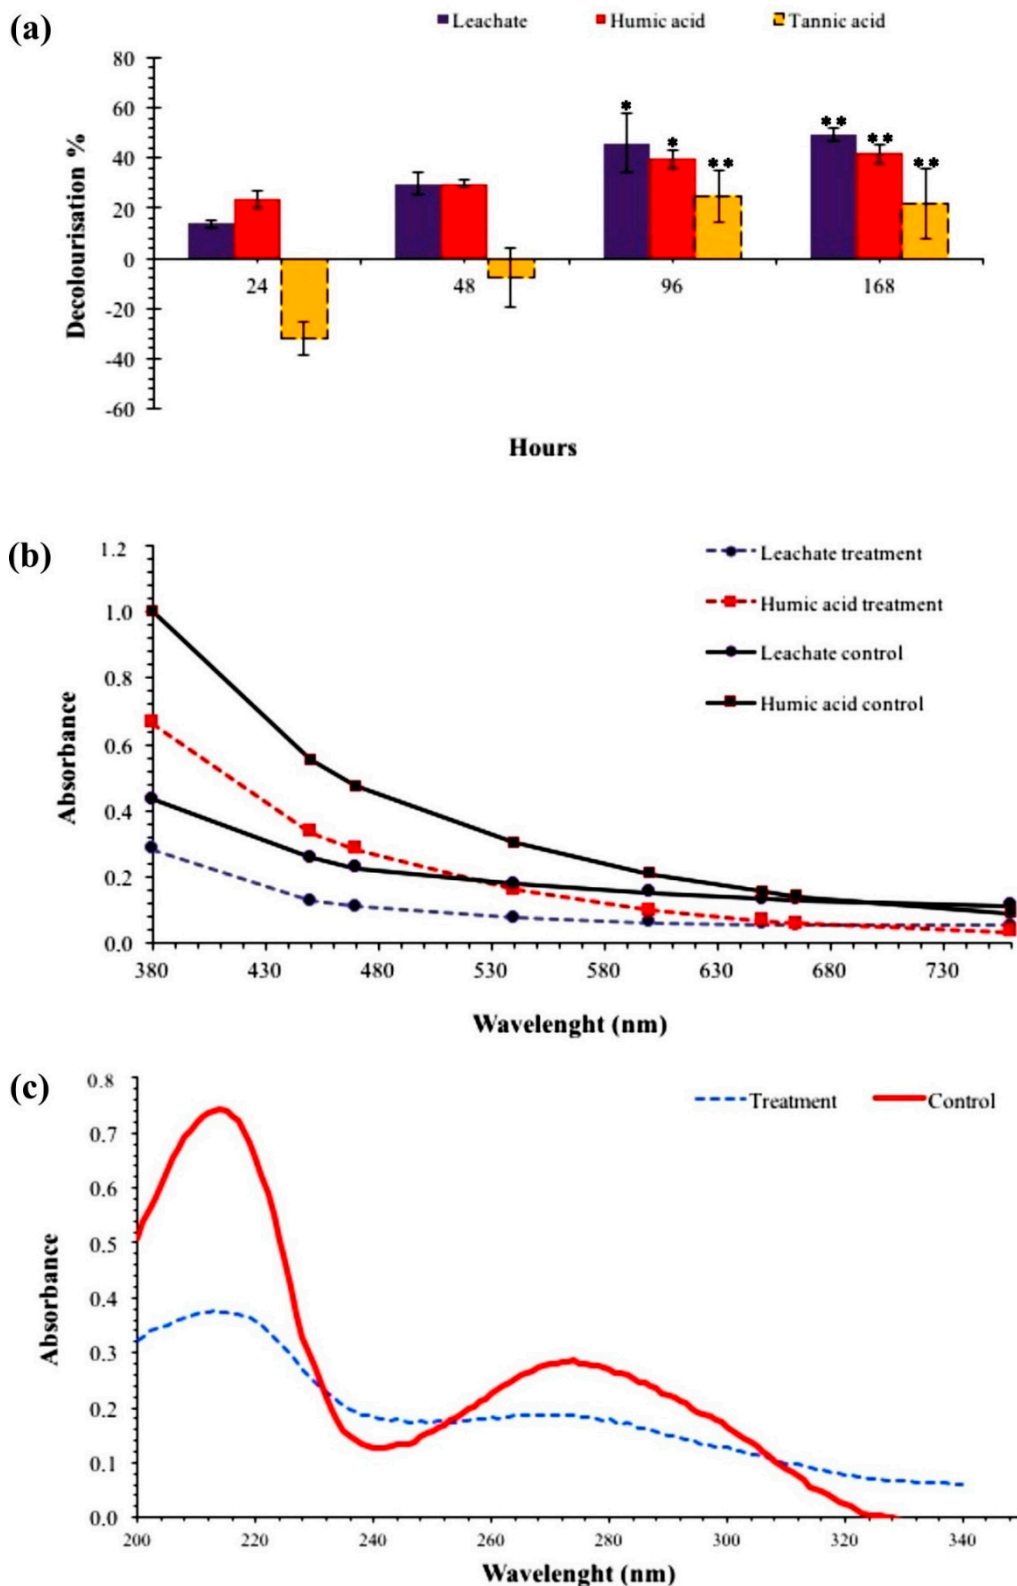 (a)
Leachate Humic acid Tannic acid
80
60
40
20
0
-20
-40
-60
Decolourisation %
* * **
** ** **
24 48 96 168
Hours
(b)
1.2
1.0
0.8
0.6
0.4
0.2
0.0
Absorbance
Leachate treatment
Humic acid treatment
Leachate control
Humic acid control
380 430 480 530 580 630 680 730
Wavelenght (nm)
(c)
0.8
0.7
0.6
0.5
0.4
0.3
0.2
0.1
0.0
Absorbance
Treatment Control
200 220 240 260 280 300 320 340
Wavelenght (nm)